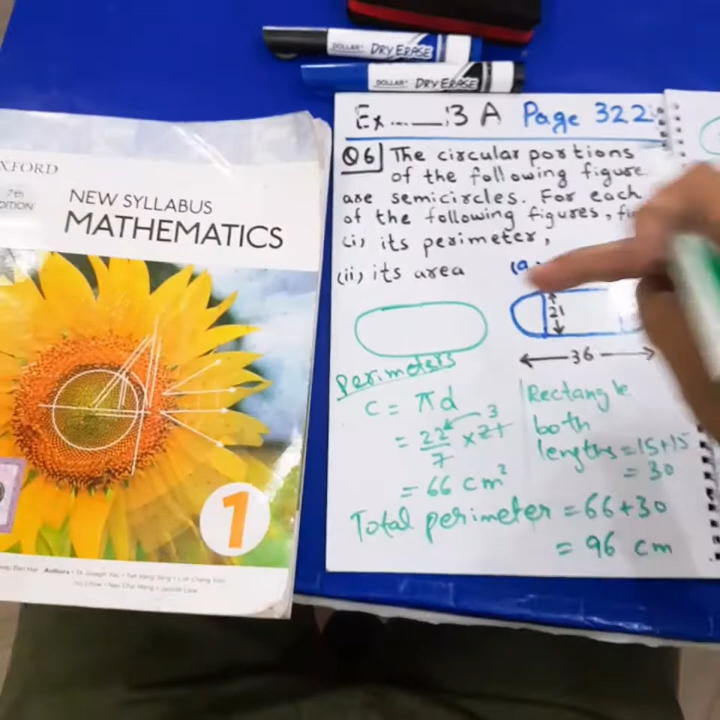 DOLLAR DRY ERASE
DOLLAR DRY ERASE
Ex.....13 A Page 322
OXFORD
7th
EDITION
NEW SYLLABUS
MATHEMATICS
1
Q6 The circular portions
of the following figure
are semicircles. For each
of the following figures,
(i) its perimeter,
(ii) its area
(a
21
36
Perimeters
C = πd
= 22/7 x 21 3
= 66 cm²
Rectangle
both
lengths = 15+15
= 30
Total perimeter = 66+30
= 96 cm
Authors